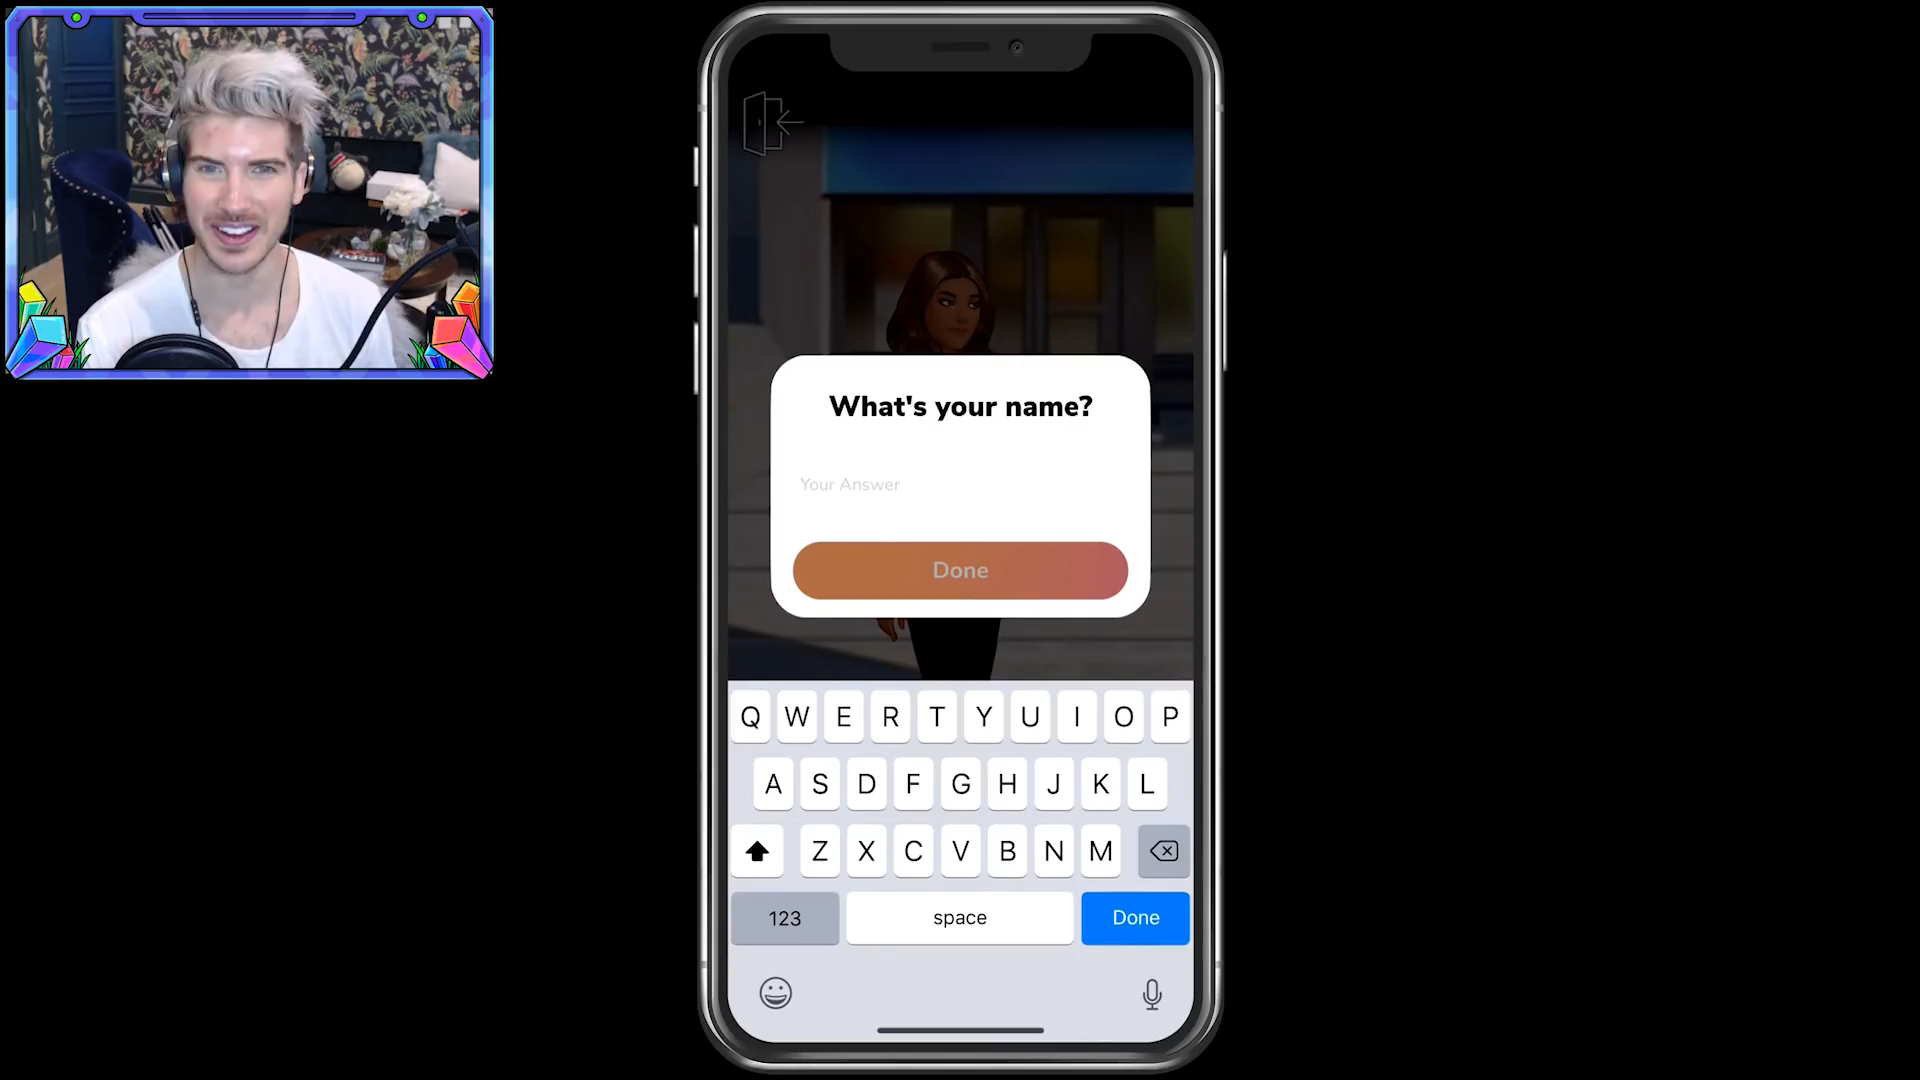 What's your name?
Your Answer
Done
Q W E R T Y U I O P
A S D F G H J K L
Z X C V B N M
123 space Done